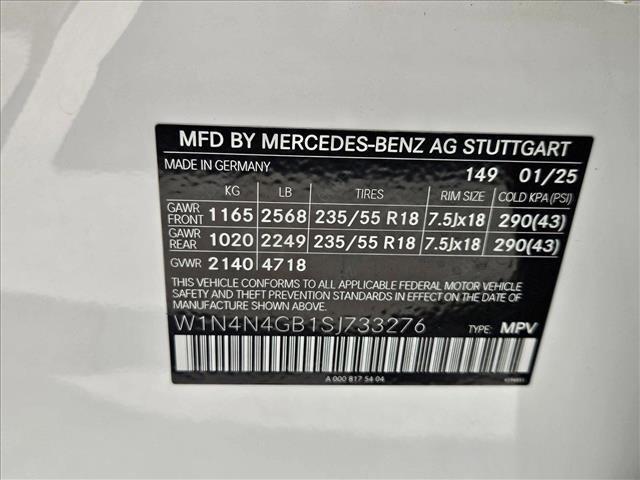 MFD BY MERCEDES-BENZ AG STUTTGART
MADE IN GERMANY 149 01/25
KG LB TIRES RIM SIZE COLD KPA (PSI)
GAWR FRONT 1165 2568 235/55 R18 7.5Jx18 290(43)
GAWR REAR 1020 2249 235/55 R18 7.5Jx18 290(43)
GVWR 2140 4718
THIS VEHICLE CONFORMS TO ALL APPLICABLE FEDERAL MOTOR VEHICLE
SAFETY AND THEFT PREVENTION STANDARDS IN EFFECT ON THE DATE OF
MANUFACTURE SHOWN ABOVE.
W1N4N4GB1SJ733276 TYPE: MPV
A 000 817 54 04